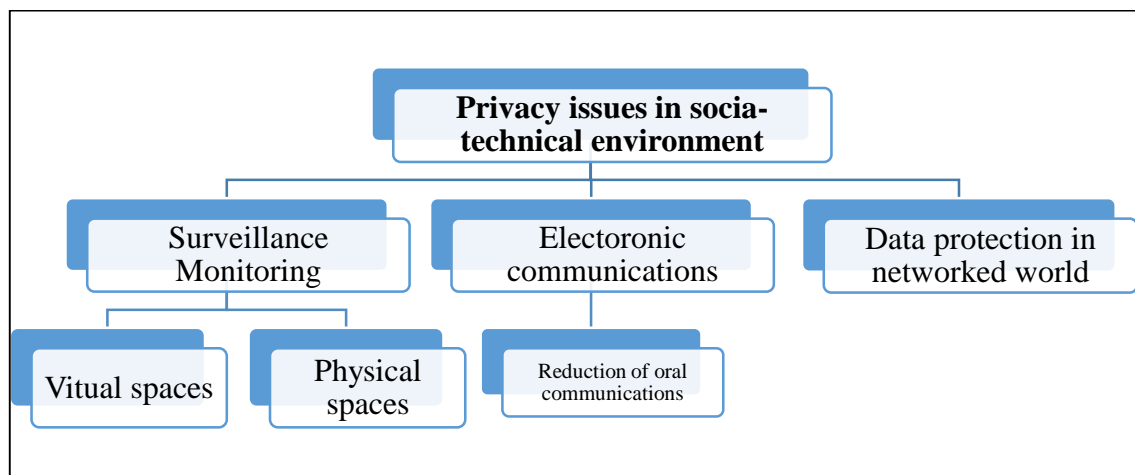 Privacy issues in socia-
technical environment
Surveillance
Monitoring
Electoronic
communications
Data protection in
networked world
Vitual spaces
Physical
spaces
Reduction of oral
communications